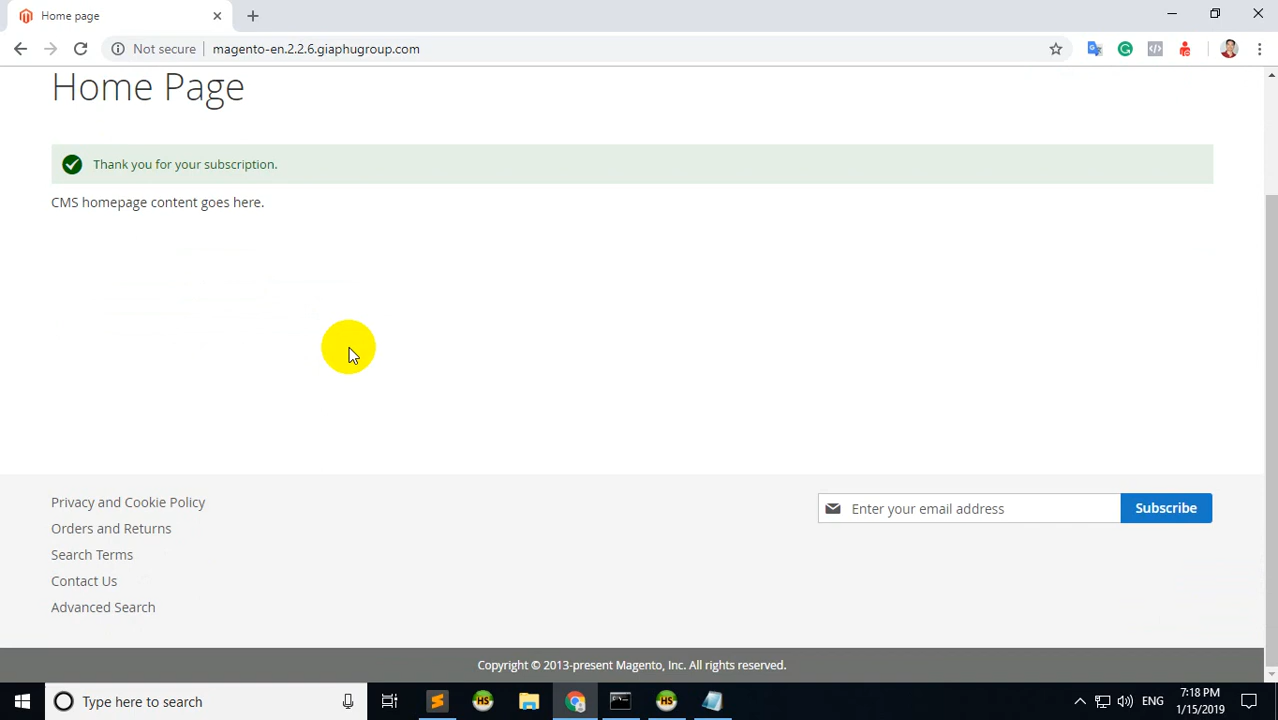 Home page
Not secure
magento-en.2.2.6.giaphugroup.com
Home Page
Thank you for your subscription.
CMS homepage content goes here.
Privacy and Cookie Policy
Orders and Returns
Search Terms
Contact Us
Advanced Search
Enter your email address
Subscribe
Copyright © 2013-present Magento, Inc. All rights reserved.
Type here to search
HS
HS
ENG
7:18 PM
1/15/2019